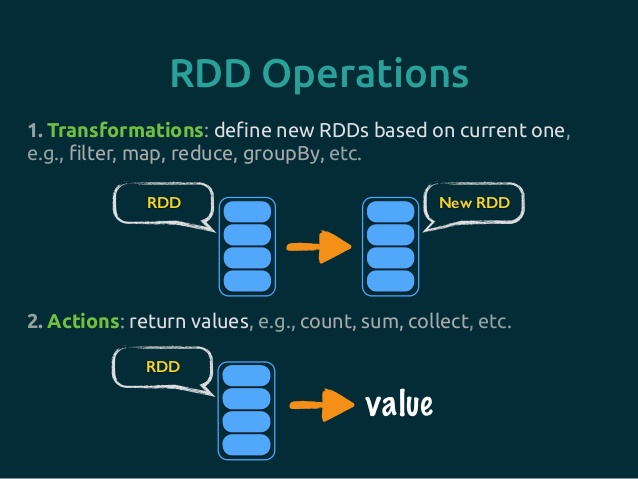 RDD Operations
1. Transformations: define new RDDs based on current one,
e.g., filter, map, reduce, groupBy, etc.
RDD
New RDD
2. Actions: return values, e.g., count, sum, collect, etc.
RDD
value